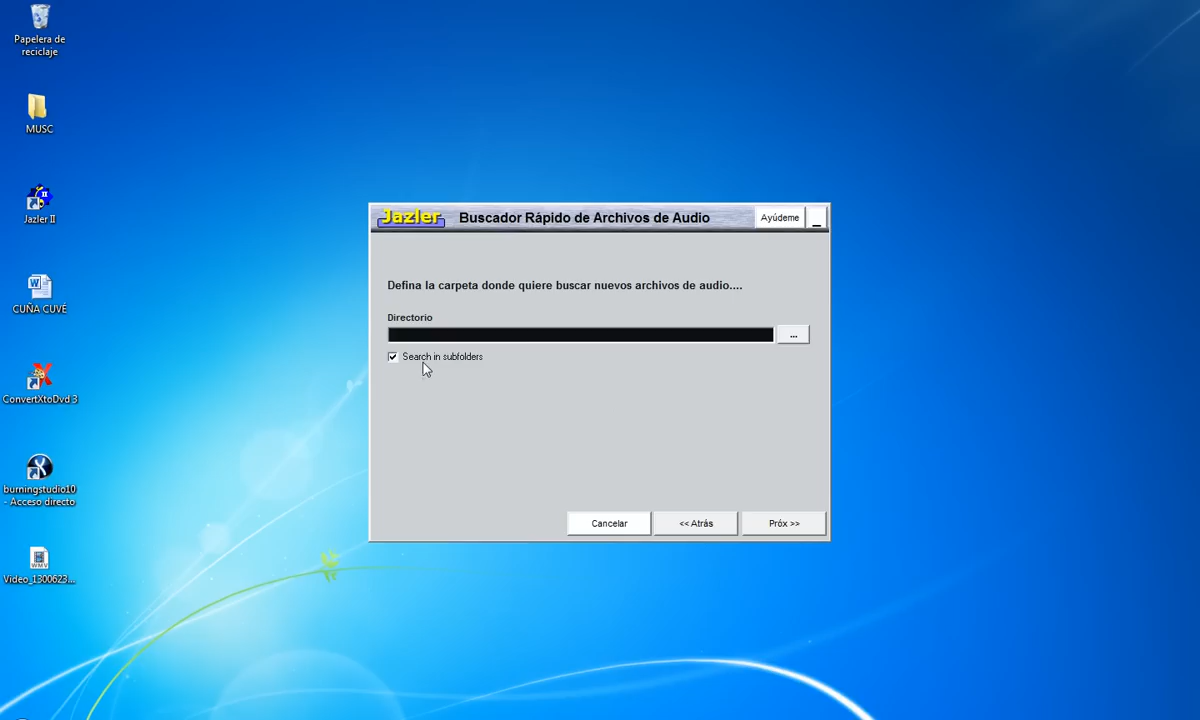 Papelera de
reciclaje
MUSC
Jazler II
CUÑA CUVÉ
ConvertXtoDvd 3
burningstudio10
- Acceso directo
WMV
Video_1300623...
Jazler
Buscador Rápido de Archivos de Audio
Ayúdeme
Defina la carpeta donde quiere buscar nuevos archivos de audio....
Directorio
...
Search in subfolders
Cancelar
<< Atrás
Próx >>